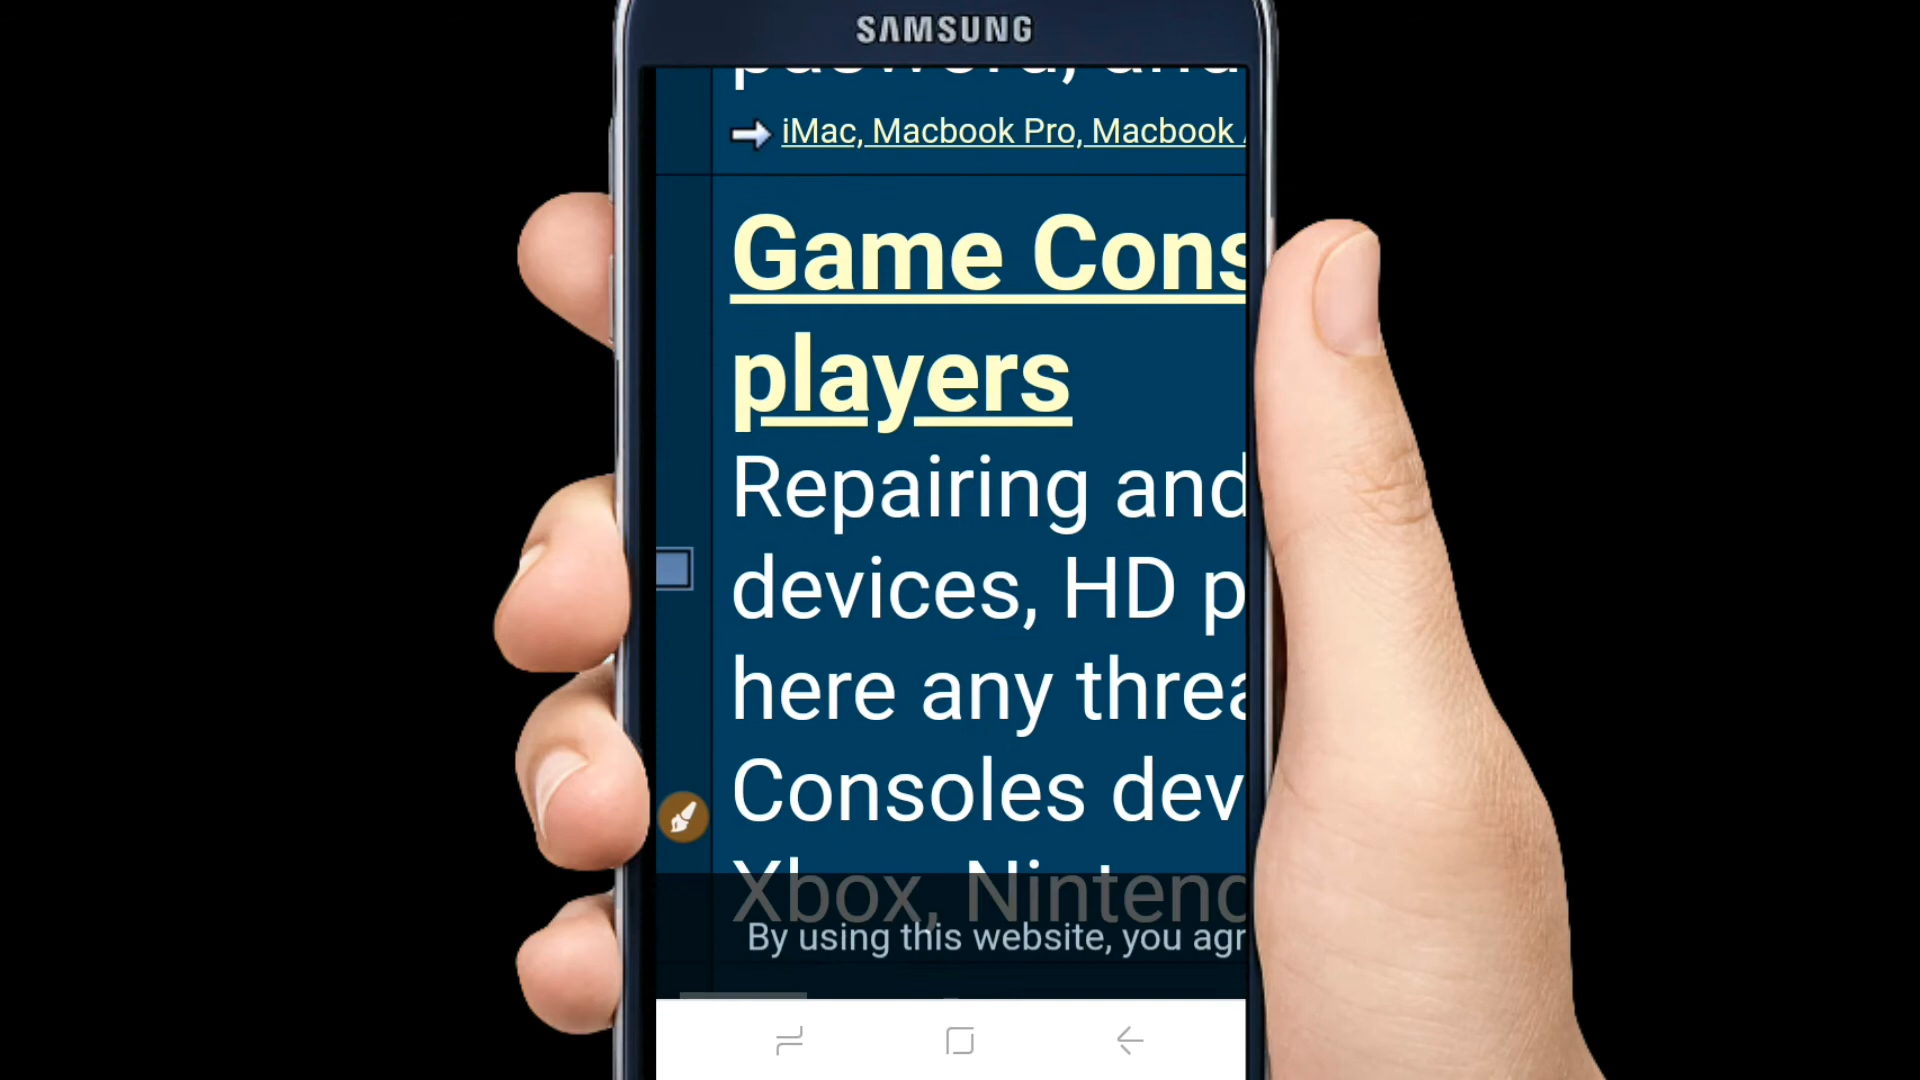 SAMSUNG
iMac, Macbook Pro, Macbook
Game Cons
players
Repairing and
devices, HD p
here any threa
Consoles dev
Xbox, Nintend
By using this website, you agr